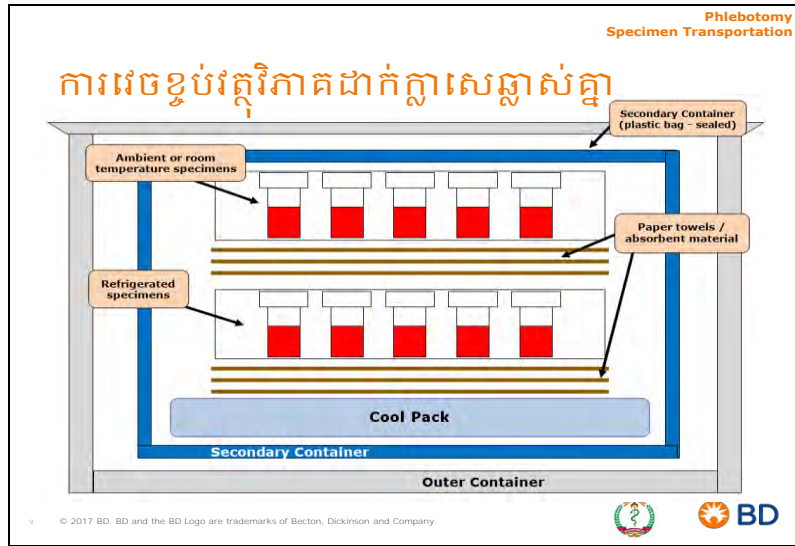 Phlebotomy
Specimen Transportation
ការវេចខ្ចប់វត្ថុវិភាគដាក់ក្លាសេឆ្លាស់គ្នា
Secondary Container
(plastic bag - sealed)
Ambient or room
temperature specimens
Paper towels /
absorbent material
Refrigerated
specimens
Cool Pack
Secondary Container
Outer Container
9 © 2017 BD. BD and the BD Logo are trademarks of Becton, Dickinson and Company.
BD